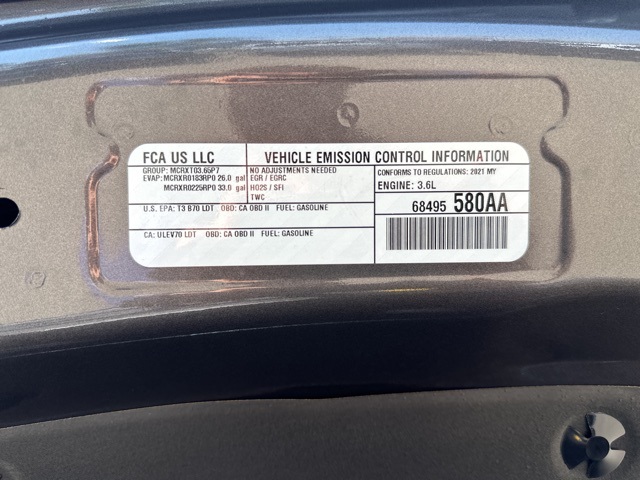 FCA US LLC
VEHICLE EMISSION CONTROL INFORMATION
GROUP: MCRXT03.65P7
EVAP: MCRXR0183RP0 26.0 gal
MCRXR0225RP0 33.0 gal
NO ADJUSTMENTS NEEDED
EGR / EGRC
HO2S / SFI
TWC
CONFORMS TO REGULATIONS: 2021 MY
ENGINE: 3.6L
U.S. EPA: T3 B70 LDT OBD: CA OBD II FUEL: GASOLINE
CA: ULEV70 LDT OBD: CA OBD II FUEL: GASOLINE
68495 580AA